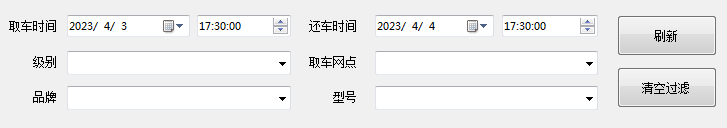 取车时间 2023/ 4/ 3 17:30:00 还车时间 2023/ 4/ 4 17:30:00 刷新
级别 取车网点
清空过滤
品牌 型号